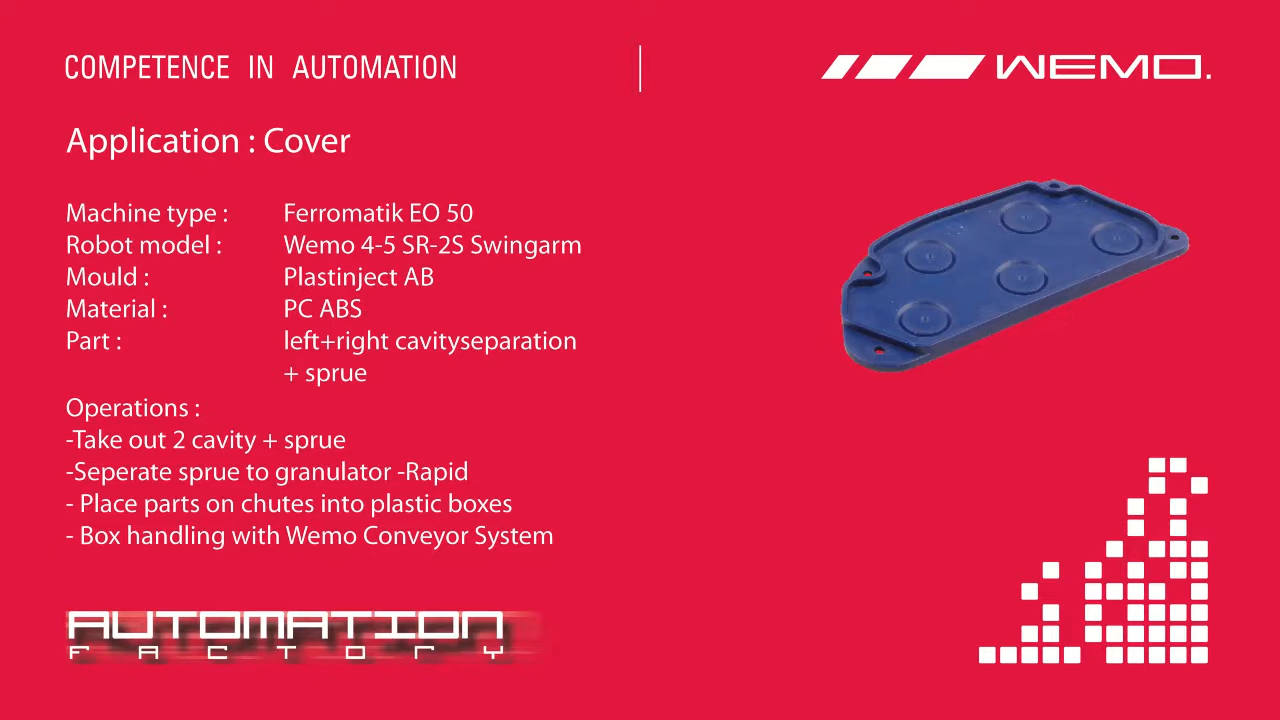 COMPETENCE IN AUTOMATION
WEMO.
Application : Cover
Machine type : Ferromatik EO 50
Robot model : Wemo 4-5 SR-2S Swingarm
Mould : Plastinject AB
Material : PC ABS
Part : left+right cavityseparation
+ sprue
Operations :
-Take out 2 cavity + sprue
-Seperate sprue to granulator -Rapid
- Place parts on chutes into plastic boxes
- Box handling with Wemo Conveyor System
AUTOMATION
FACTORY